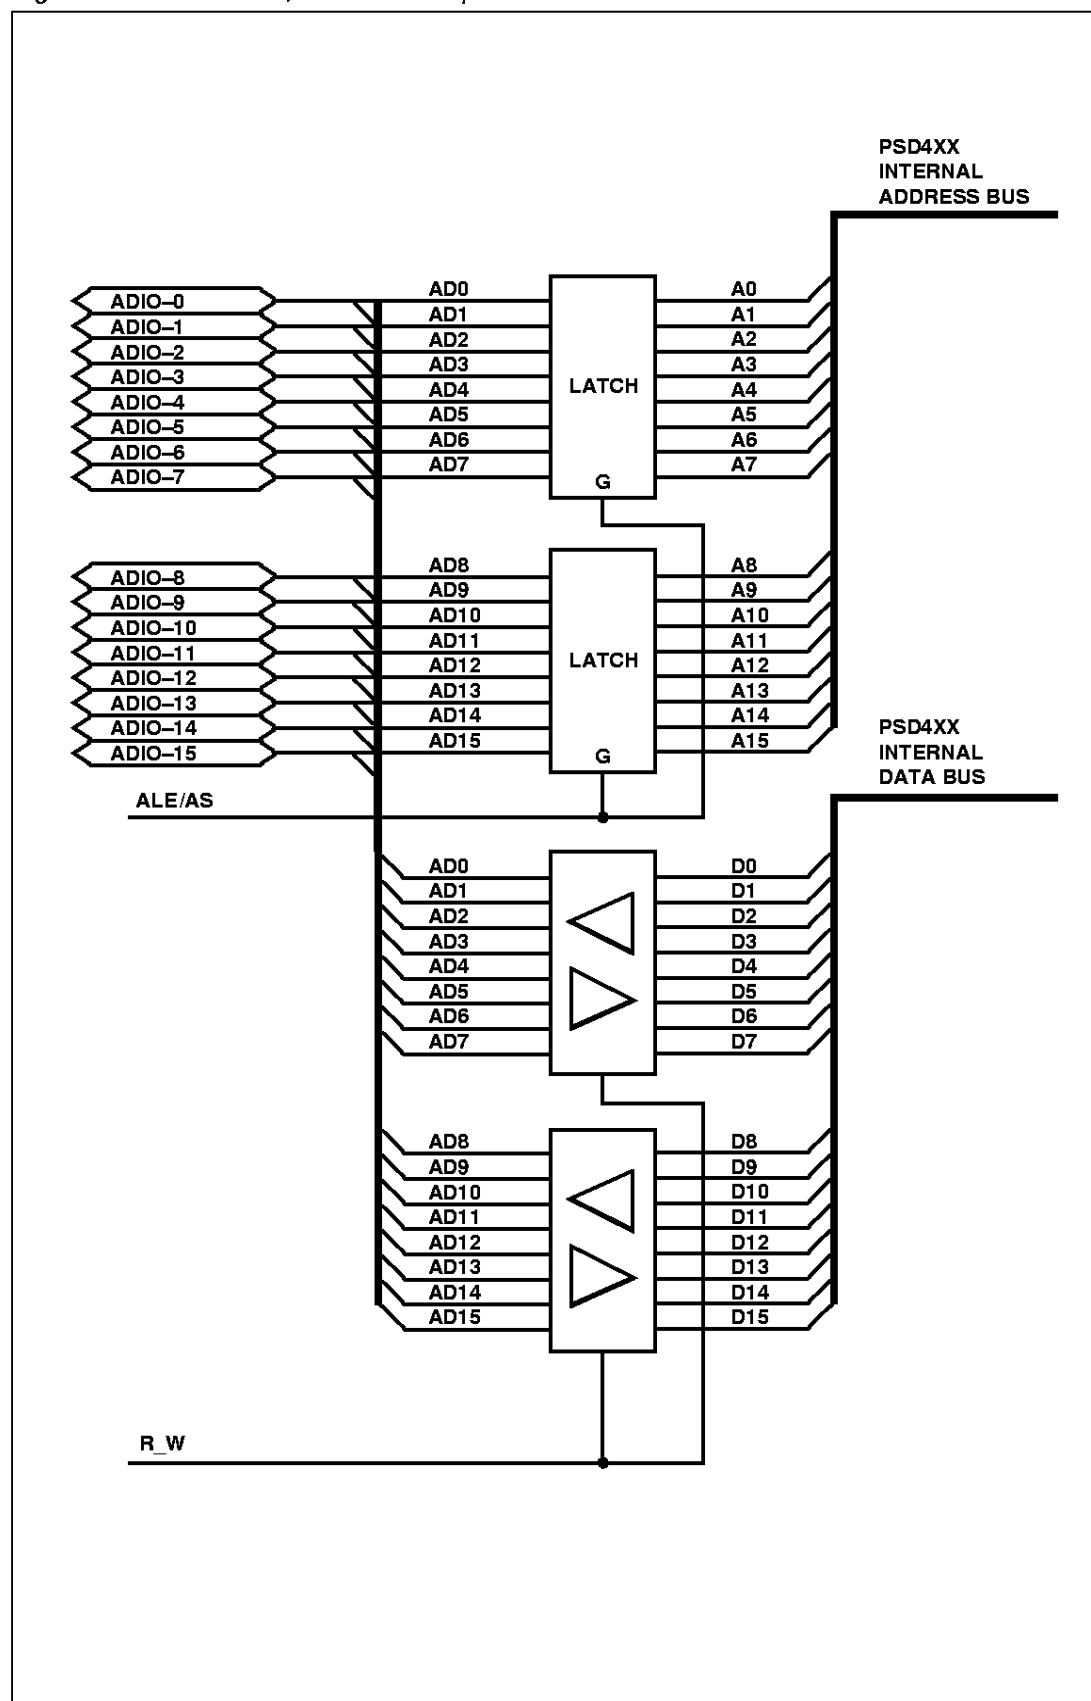 PSD4XX
INTERNAL
ADDRESS BUS
ADIO–0 AD0 A0
ADIO–1 AD1 A1
ADIO–2 AD2 A2
ADIO–3 AD3 A3
LATCH
ADIO–4 AD4 A4
ADIO–5 AD5 A5
ADIO–6 AD6 A6
ADIO–7 AD7 A7
G
ADIO–8 AD8 A8
ADIO–9 AD9 A9
ADIO–10 AD10 A10
ADIO–11 AD11 A11
LATCH
ADIO–12 AD12 A12
ADIO–13 AD13 A13
ADIO–14 AD14 A14
ADIO–15 AD15 A15
G
PSD4XX
INTERNAL
DATA BUS
ALE/AS
AD0 D0
AD1 D1
AD2 D2
AD3 D3
AD4 D4
AD5 D5
AD6 D6
AD7 D7
AD8 D8
AD9 D9
AD10 D10
AD11 D11
AD12 D12
AD13 D13
AD14 D14
AD15 D15
R_W